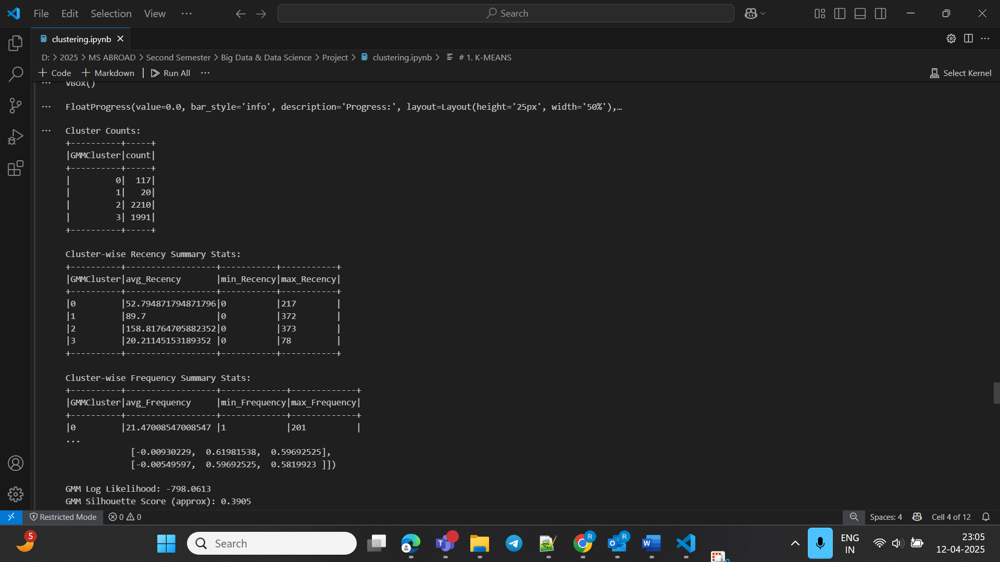 File Edit Selection View ··· Search
clustering.ipynb
D: > 2025 > MS ABROAD > Second Semester > Big Data & Data Science > Project > clustering.ipynb > # 1. K-MEANS
+ Code + Markdown | Run All ··· Select Kernel
VBox()
FloatProgress(value=0.0, bar_style='info', description='Progress:', layout=Layout(height='25px', width='50%'),…
Cluster Counts:
+----------+-----+
|GMMCluster|count|
+----------+-----+
|         0|  117|
|         1|   20|
|         2| 2210|
|         3| 1991|
+----------+-----+
Cluster-wise Recency Summary Stats:
+----------+------------------+-----------+-----------+
|GMMCluster|avg_Recency       |min_Recency|max_Recency|
+----------+------------------+-----------+-----------+
|0         |52.794871794871796|0          |217        |
|1         |89.7              |0          |372        |
|2         |158.81764705882352|0          |373        |
|3         |20.21145153189352 |0          |78         |
+----------+------------------+-----------+-----------+
Cluster-wise Frequency Summary Stats:
+----------+------------------+-------------+-------------+
|GMMCluster|avg_Frequency     |min_Frequency|max_Frequency|
+----------+------------------+-------------+-------------+
|0         |21.47008547008547 |1            |201          |
...
[-0.00930229,  0.61981538,  0.59692525],
[-0.00549597,  0.59692525,  0.5819923 ]])
GMM Log Likelihood: -798.0613
GMM Silhouette Score (approx): 0.3905
Restricted Mode 0 0 Spaces: 4 Cell 4 of 12
5 Search R R ENG 23:05
IN 12-04-2025